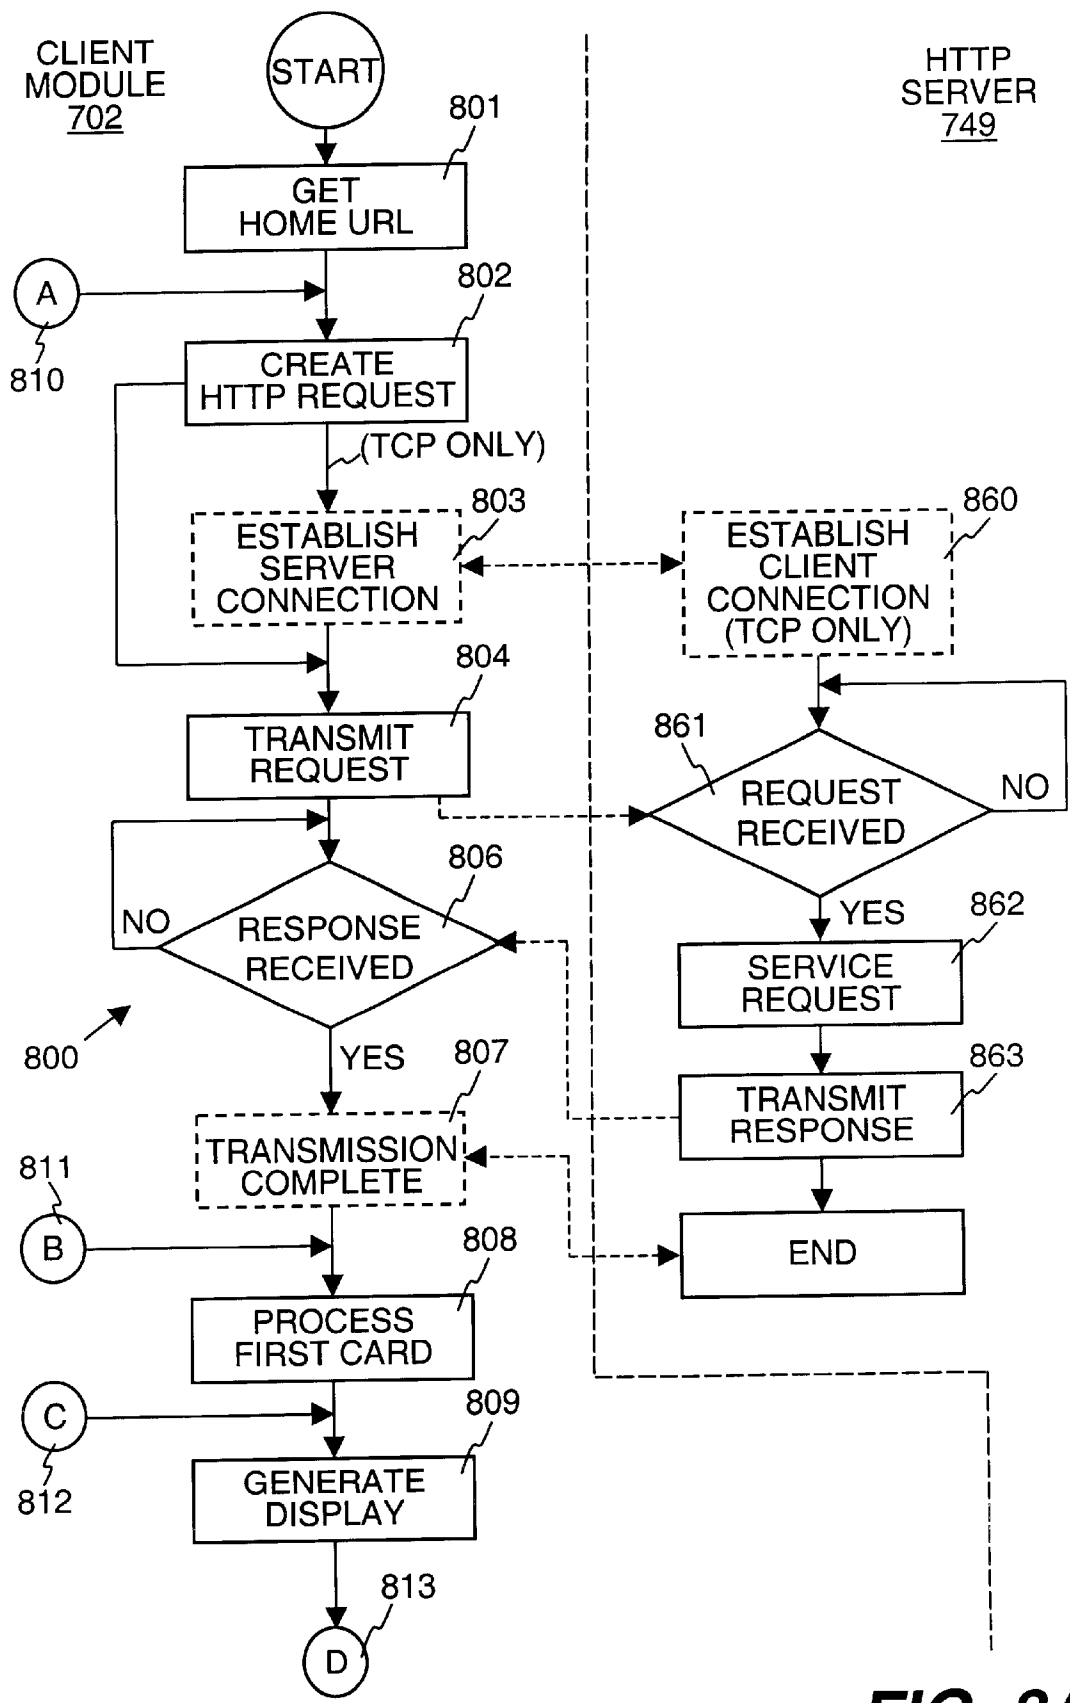 CLIENT
MODULE
702
START
HTTP
SERVER
749
801
GET
HOME URL
A
810
802
CREATE
HTTP REQUEST
(TCP ONLY)
803
ESTABLISH
SERVER
CONNECTION
860
ESTABLISH
CLIENT
CONNECTION
(TCP ONLY)
804
TRANSMIT
REQUEST
861
REQUEST
RECEIVED
NO
YES
806
RESPONSE
RECEIVED
NO
YES
862
SERVICE
REQUEST
800
807
TRANSMISSION
COMPLETE
863
TRANSMIT
RESPONSE
811
B
END
808
PROCESS
FIRST CARD
C
812
809
GENERATE
DISPLAY
813
D
FIG.